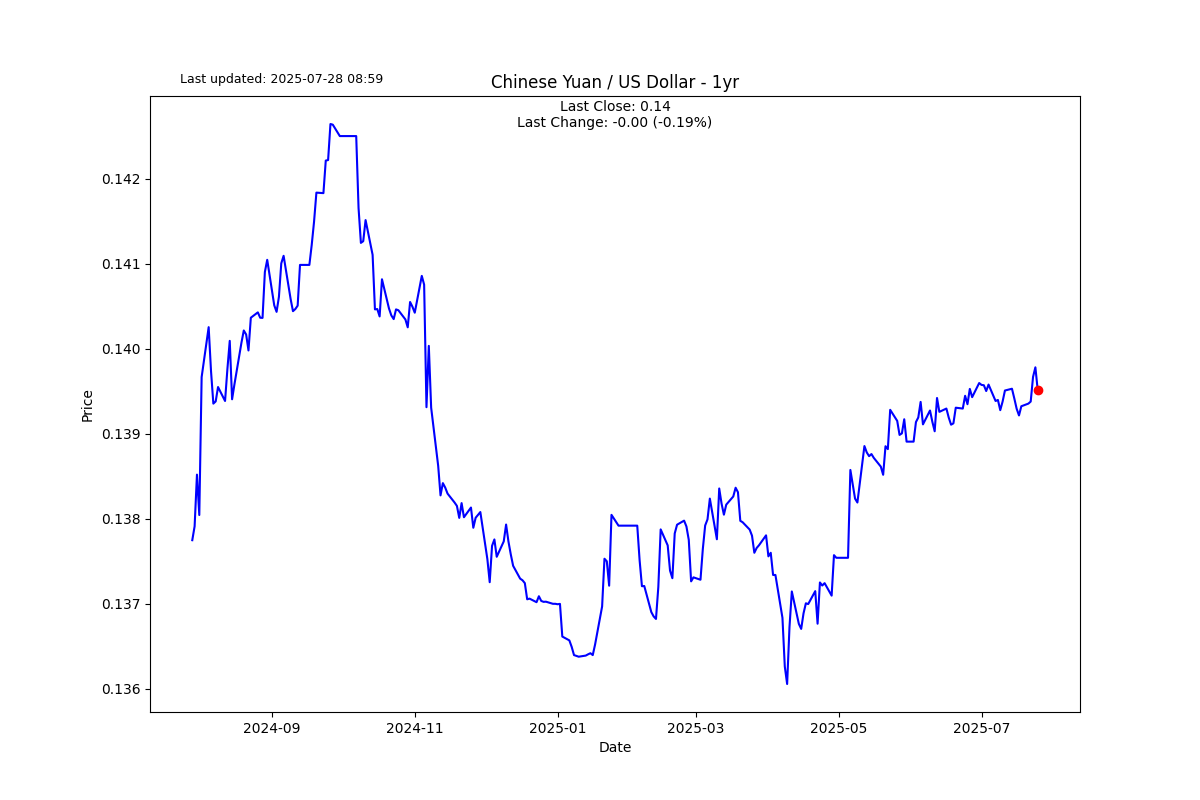 Last updated: 2025-07-28 08:59
Chinese Yuan / US Dollar - 1yr
Last Close: 0.14
Last Change: -0.00 (-0.19%)
0.142
0.141
0.140
0.139
0.138
0.137
0.136
Price
2024-09
2024-11
2025-01
2025-03
2025-05
2025-07
Date